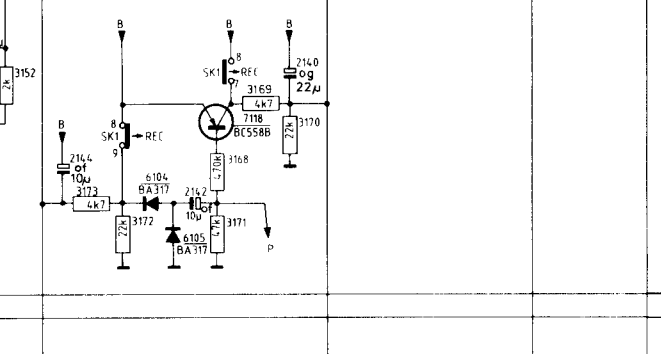 B
B
B
3152
2k
8
SK1
REC
7
2140
og
22µ
3169
4k7
7118
BC558B
22k
3170
B
8
SK1
REC
9
2144
of
10µ
3168
470k
3173
4k7
6104
BA317
2142
10µ
of
22k
3172
6105
BA317
47k
3171
P